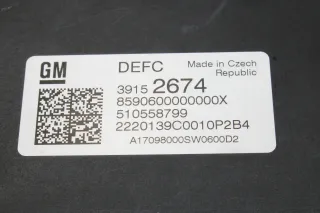 GM
DEFC
Made in Czech
Republic
3915 2674
8590600000000X
510558799
2220139C0010P2B4
A17098000SW0600D2